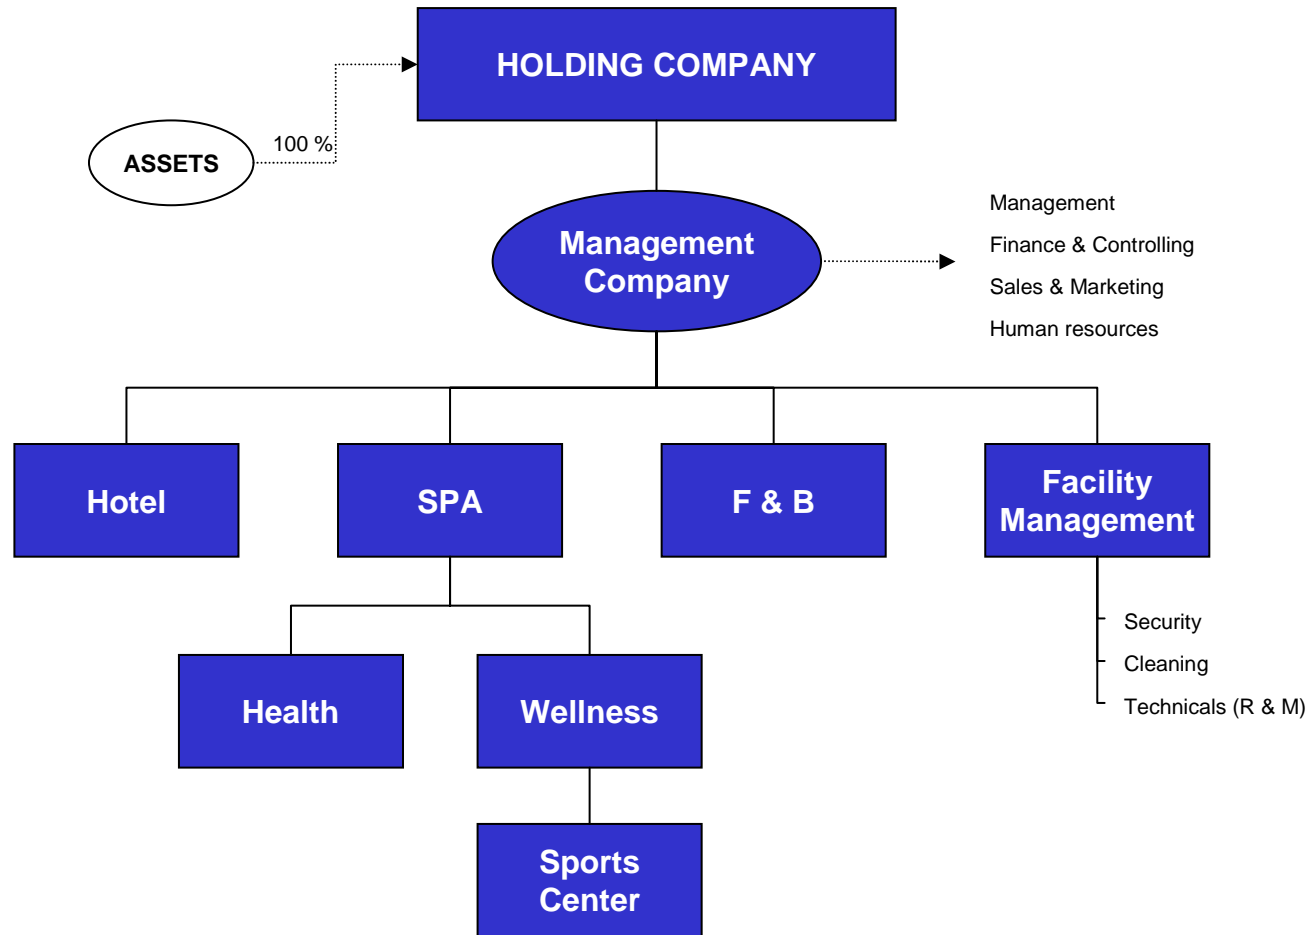 HOLDING COMPANY
100 %
ASSETS
Management
Company
Management
Finance & Controlling
Sales & Marketing
Human resources
Hotel
SPA
F & B
Facility
Management
Security
Cleaning
Technicals (R & M)
Health
Wellness
Sports
Center